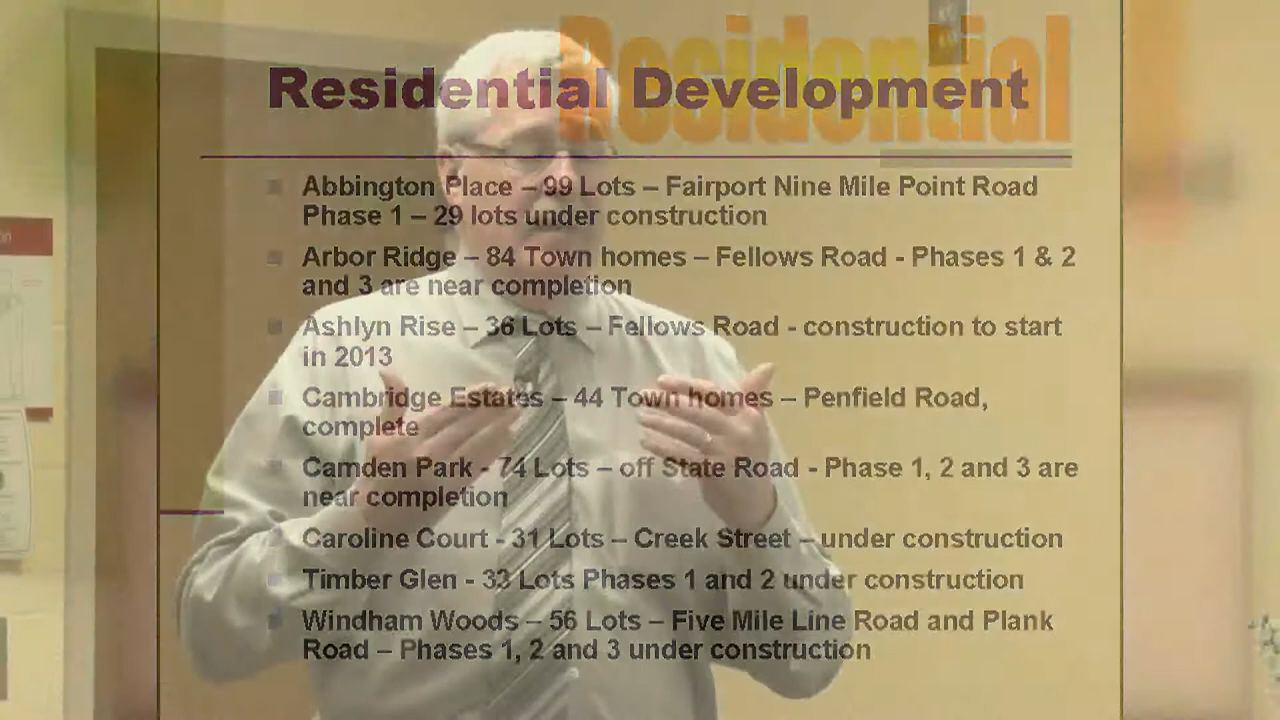 Residential
Residential Development
Abbington Place – 99 Lots – Fairport Nine Mile Point Road
Phase 1 – 29 lots under construction
Arbor Ridge – 84 Town homes – Fellows Road - Phases 1 & 2
and 3 are near completion
Ashlyn Rise – 36 Lots – Fellows Road - construction to start
in 2013
Cambridge Estates – 44 Town homes – Penfield Road,
complete
Camden Park - 74 Lots – off State Road - Phase 1, 2 and 3 are
near completion
Caroline Court - 31 Lots – Creek Street – under construction
Timber Glen - 33 Lots Phases 1 and 2 under construction
Windham Woods – 56 Lots – Five Mile Line Road and Plank
Road – Phases 1, 2 and 3 under construction